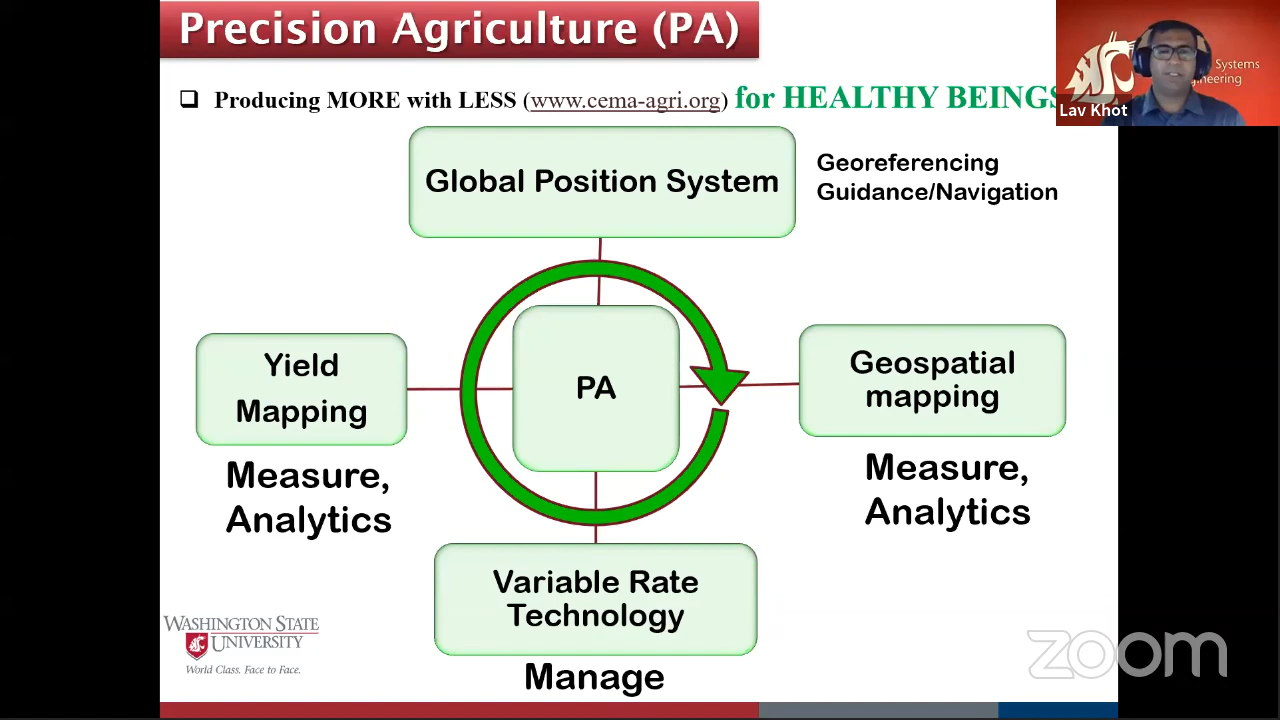 Precision Agriculture (PA)
Producing MORE with LESS (www.cema-agri.org) for HEALTHY BEINGS
Systems
Lav Khot
Global Position System
Georeferencing
Guidance/Navigation
Yield
Mapping
PA
Geospatial
mapping
Measure,
Analytics
Measure,
Analytics
Variable Rate
Technology
Manage
WASHINGTON STATE
UNIVERSITY
World Class. Face to Face.
zoom